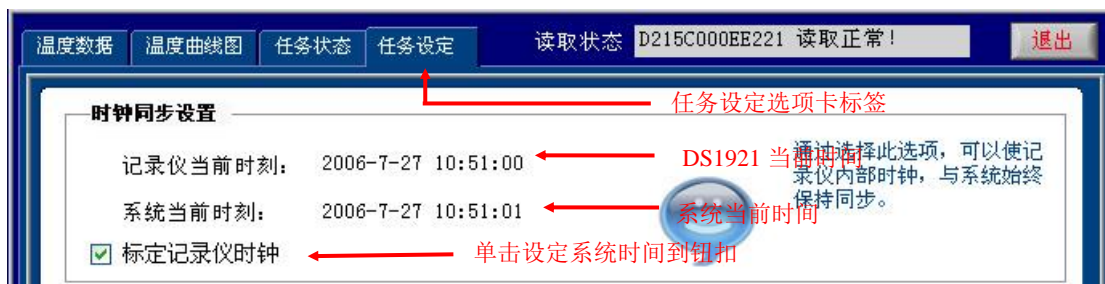 温度数据 温度曲线图 任务状态 任务设定 读取状态 D215C000EE221 读取正常! 退出
任务设定选项卡标签
时钟同步设置
记录仪当前时刻: 2006-7-27 10:51:00 DS1921 当前时间
通过选择此选项，可以使记
录仪内部时钟，与系统始终
保持同步。
系统当前时刻: 2006-7-27 10:51:01 系统当前时间
标定记录仪时钟 单击设定系统时间到钮扣